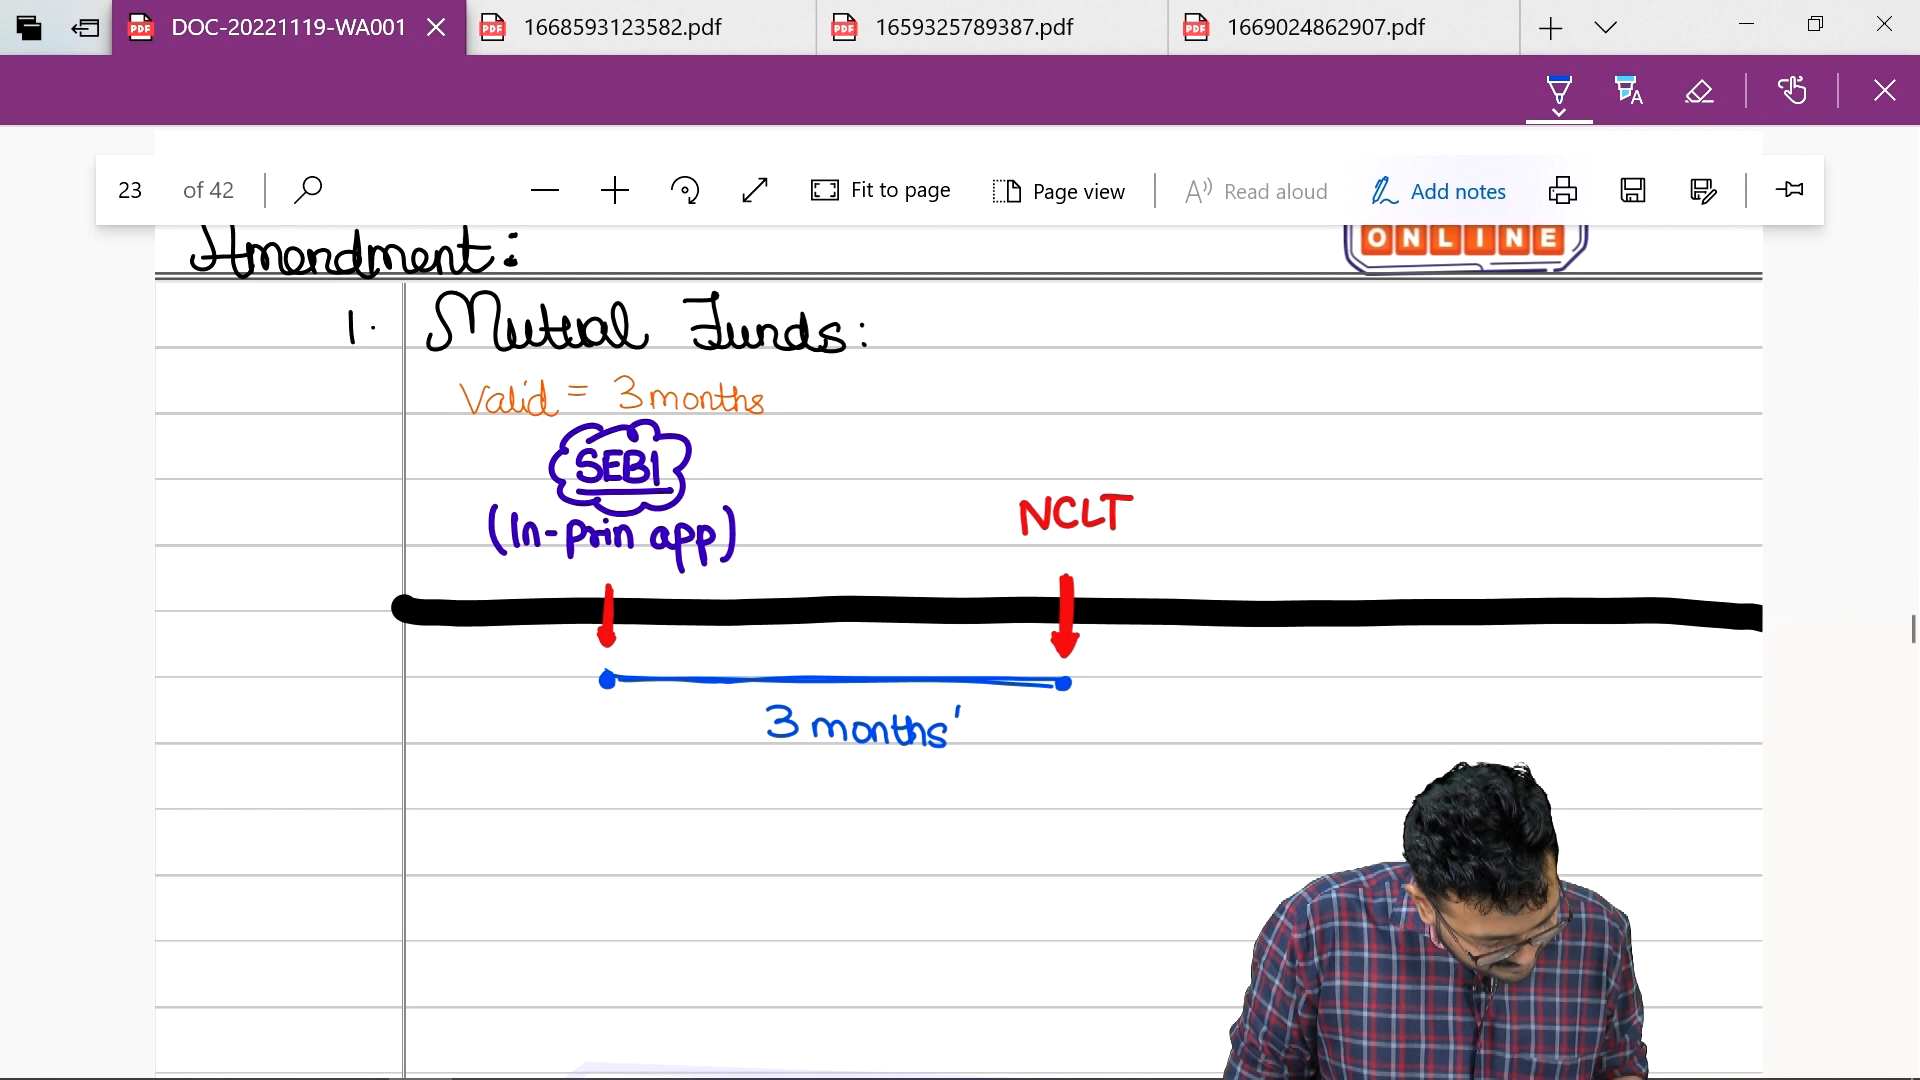 DOC-20221119-WA001
1668593123582.pdf
1659325789387.pdf
1669024862907.pdf
23 of 42
Fit to page
Page view
Read aloud
Add notes
Amendment:
ONLINE
1. Mutual Funds:
Valid = 3 months
SEBI
(In-prin app)
NCLT
3 months'